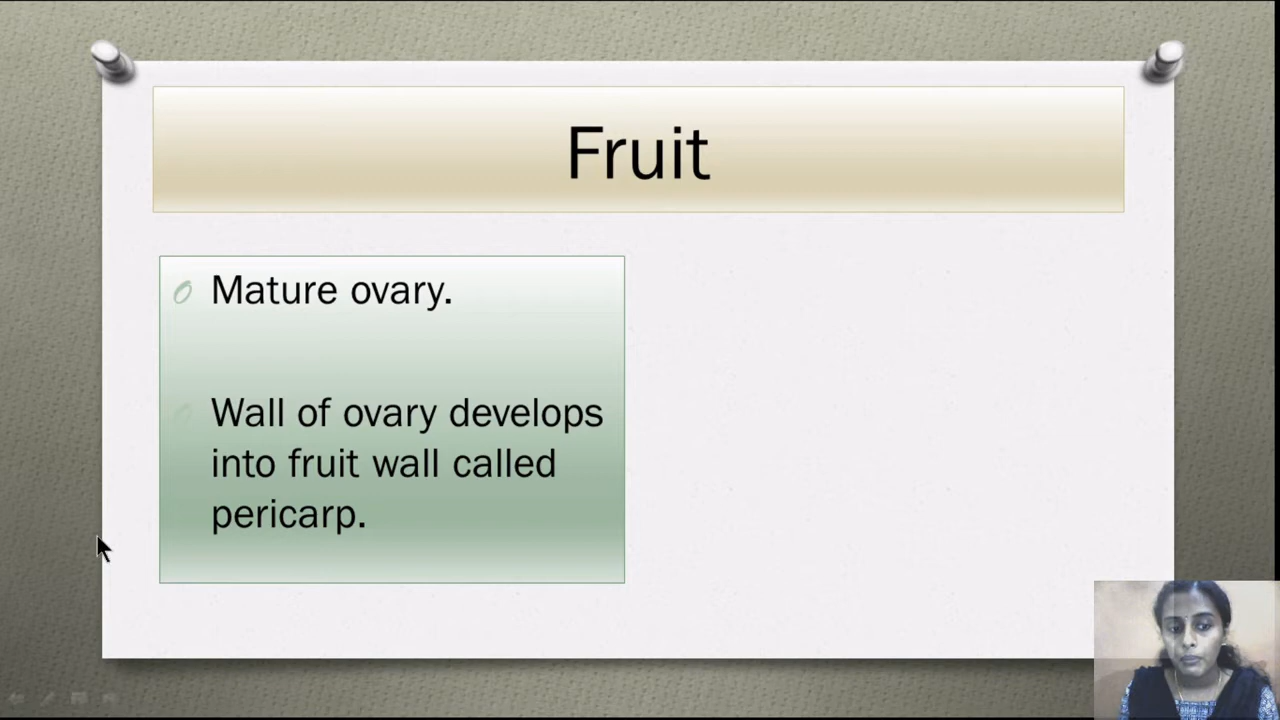 Fruit
Mature ovary.
Wall of ovary develops
into fruit wall called
pericarp.